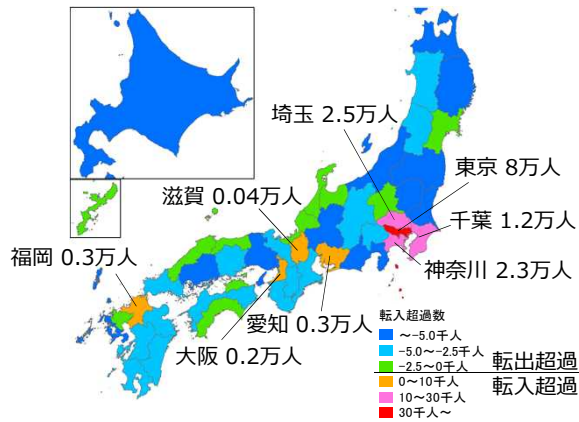 埼玉 2.5万人
東京 8万人
滋賀 0.04万人
千葉 1.2万人
福岡 0.3万人
神奈川 2.3万人
愛知 0.3万人
大阪 0.2万人
転入超過数
～-5.0千人
-5.0～-2.5千人
-2.5～0千人
転出超過
0～10千人
転入超過
10～30千人
30千人～